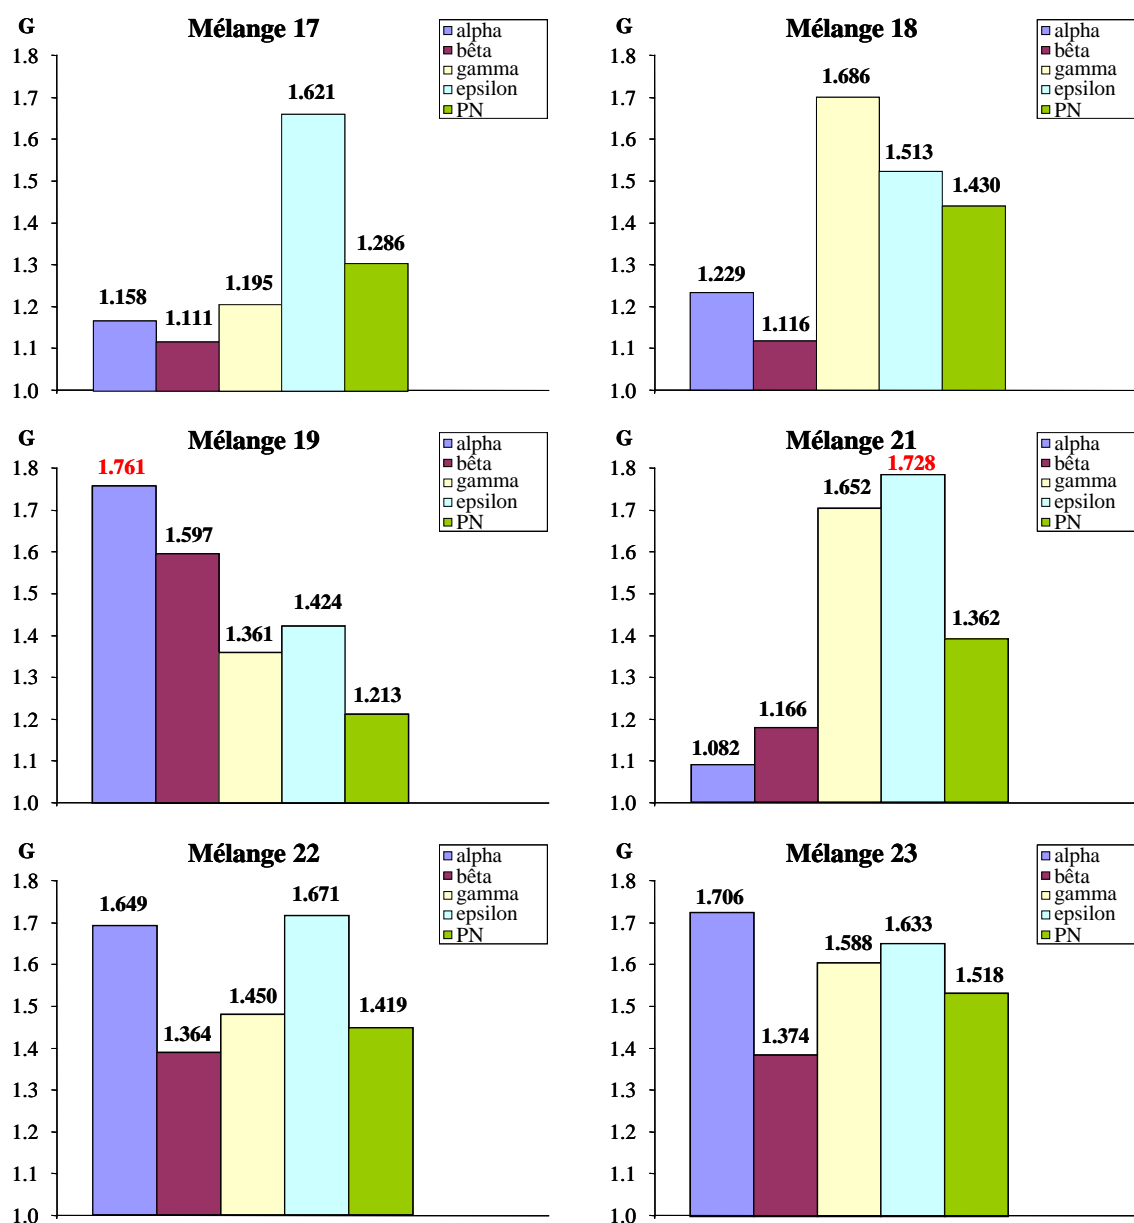 G
Mélange 17
alpha
bêta
gamma
epsilon
PN
1.8
1.7
1.6
1.5
1.4
1.3
1.2
1.1
1.0
1.158
1.111
1.195
1.621
1.286
G
Mélange 18
alpha
bêta
gamma
epsilon
PN
1.8
1.7
1.6
1.5
1.4
1.3
1.2
1.1
1.0
1.229
1.116
1.686
1.513
1.430
G
Mélange 19
alpha
bêta
gamma
epsilon
PN
1.8
1.7
1.6
1.5
1.4
1.3
1.2
1.1
1.0
1.761
1.597
1.361
1.424
1.213
G
Mélange 21
alpha
bêta
gamma
epsilon
PN
1.8
1.7
1.6
1.5
1.4
1.3
1.2
1.1
1.0
1.082
1.166
1.652
1.728
1.362
G
Mélange 22
alpha
bêta
gamma
epsilon
PN
1.8
1.7
1.6
1.5
1.4
1.3
1.2
1.1
1.0
1.649
1.364
1.450
1.671
1.419
G
Mélange 23
alpha
bêta
gamma
epsilon
PN
1.8
1.7
1.6
1.5
1.4
1.3
1.2
1.1
1.0
1.706
1.374
1.588
1.633
1.518